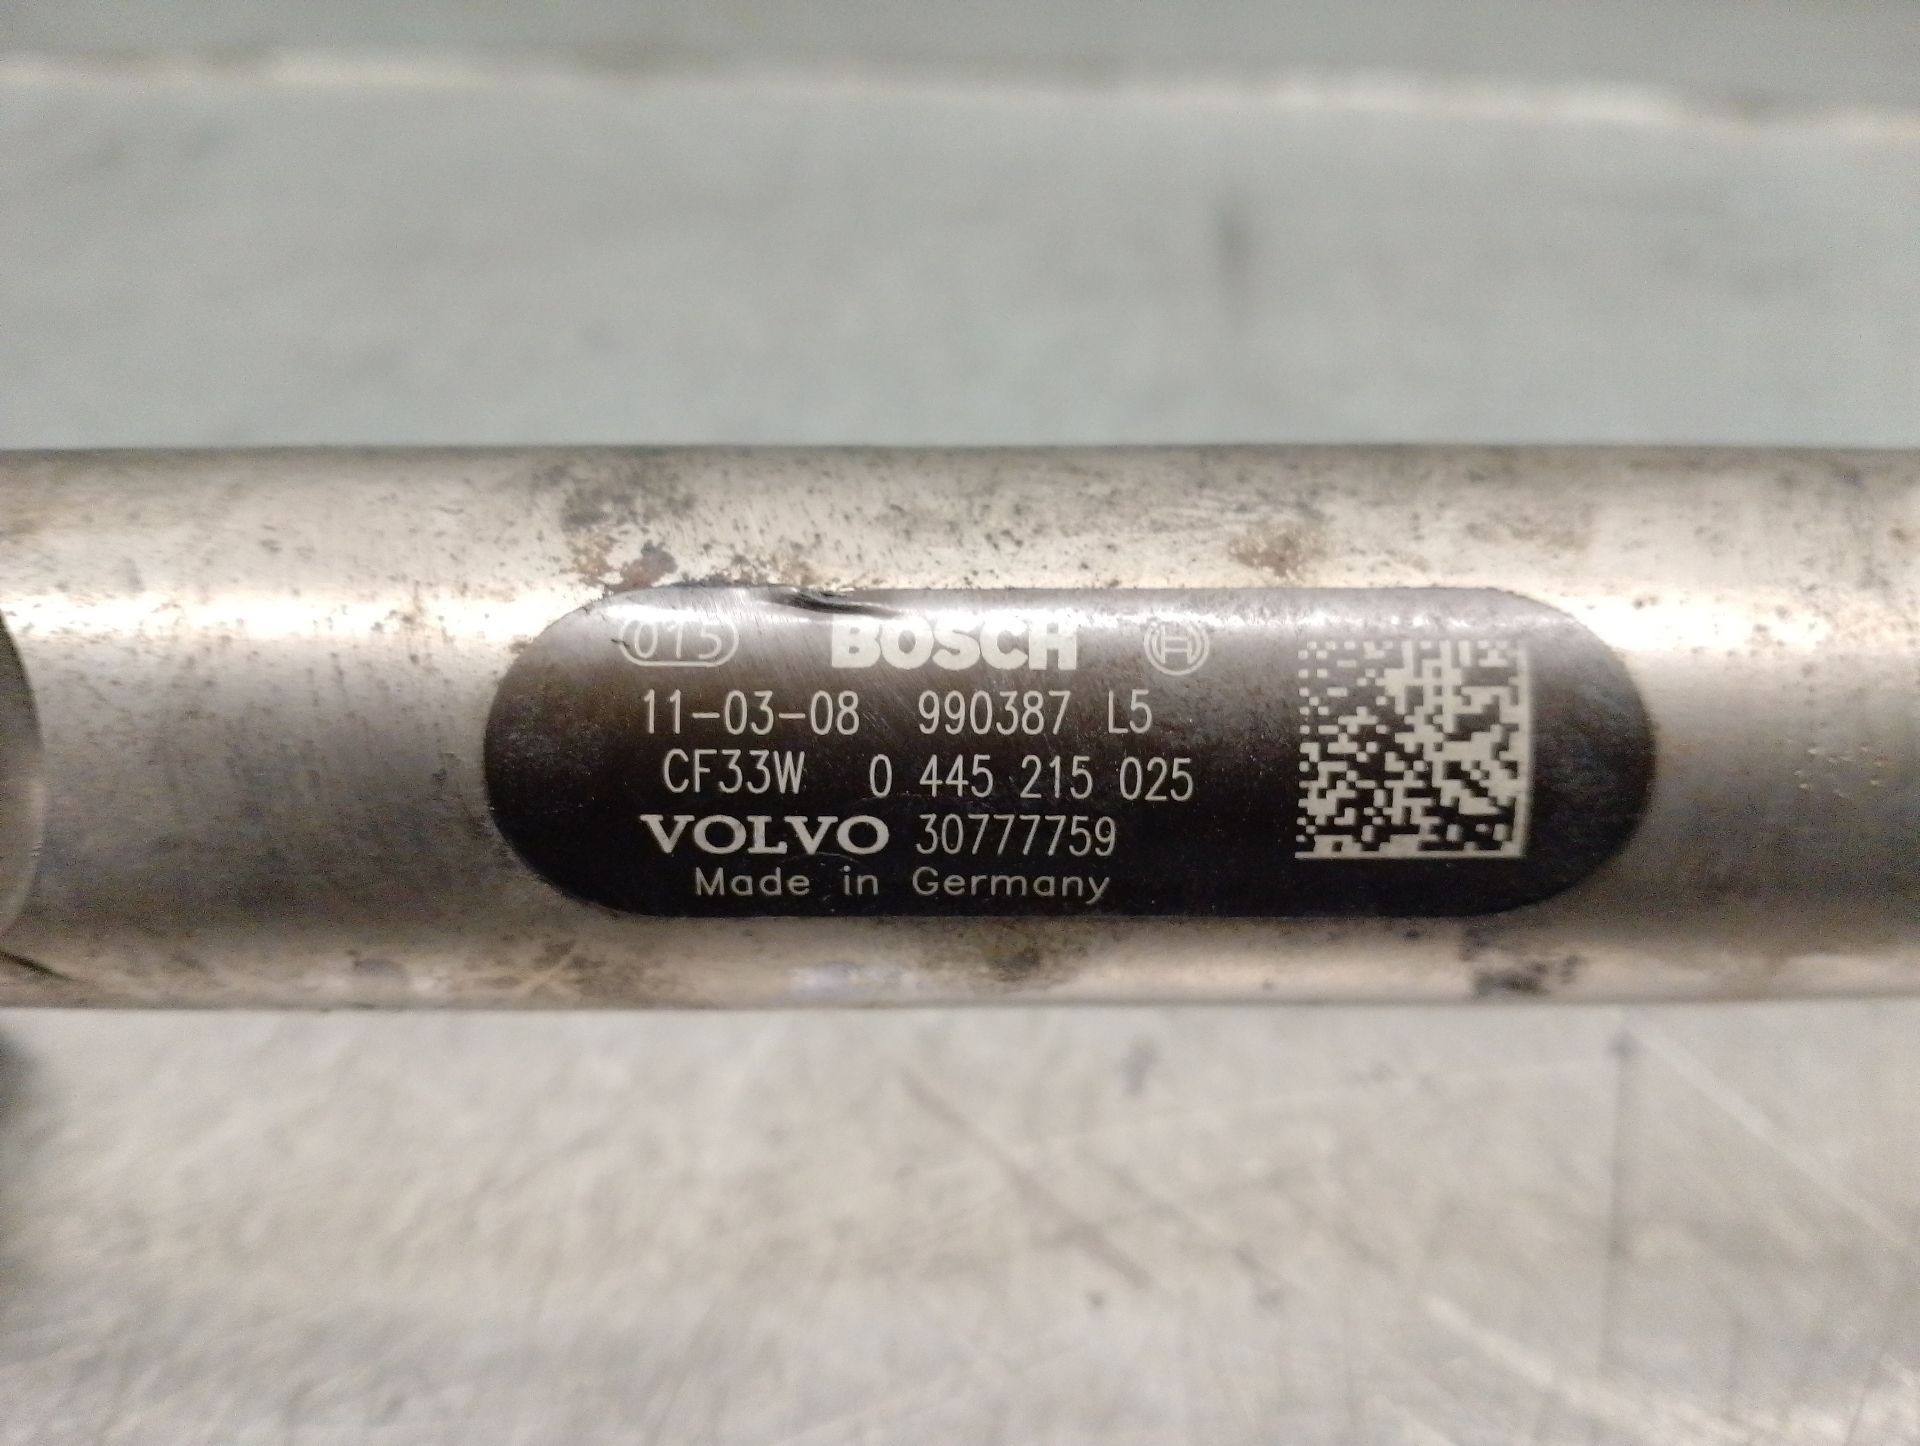 015 BOSCH
11-03-08 990387 L5
CF33W 0 445 215 025
VOLVO 30777759
Made in Germany